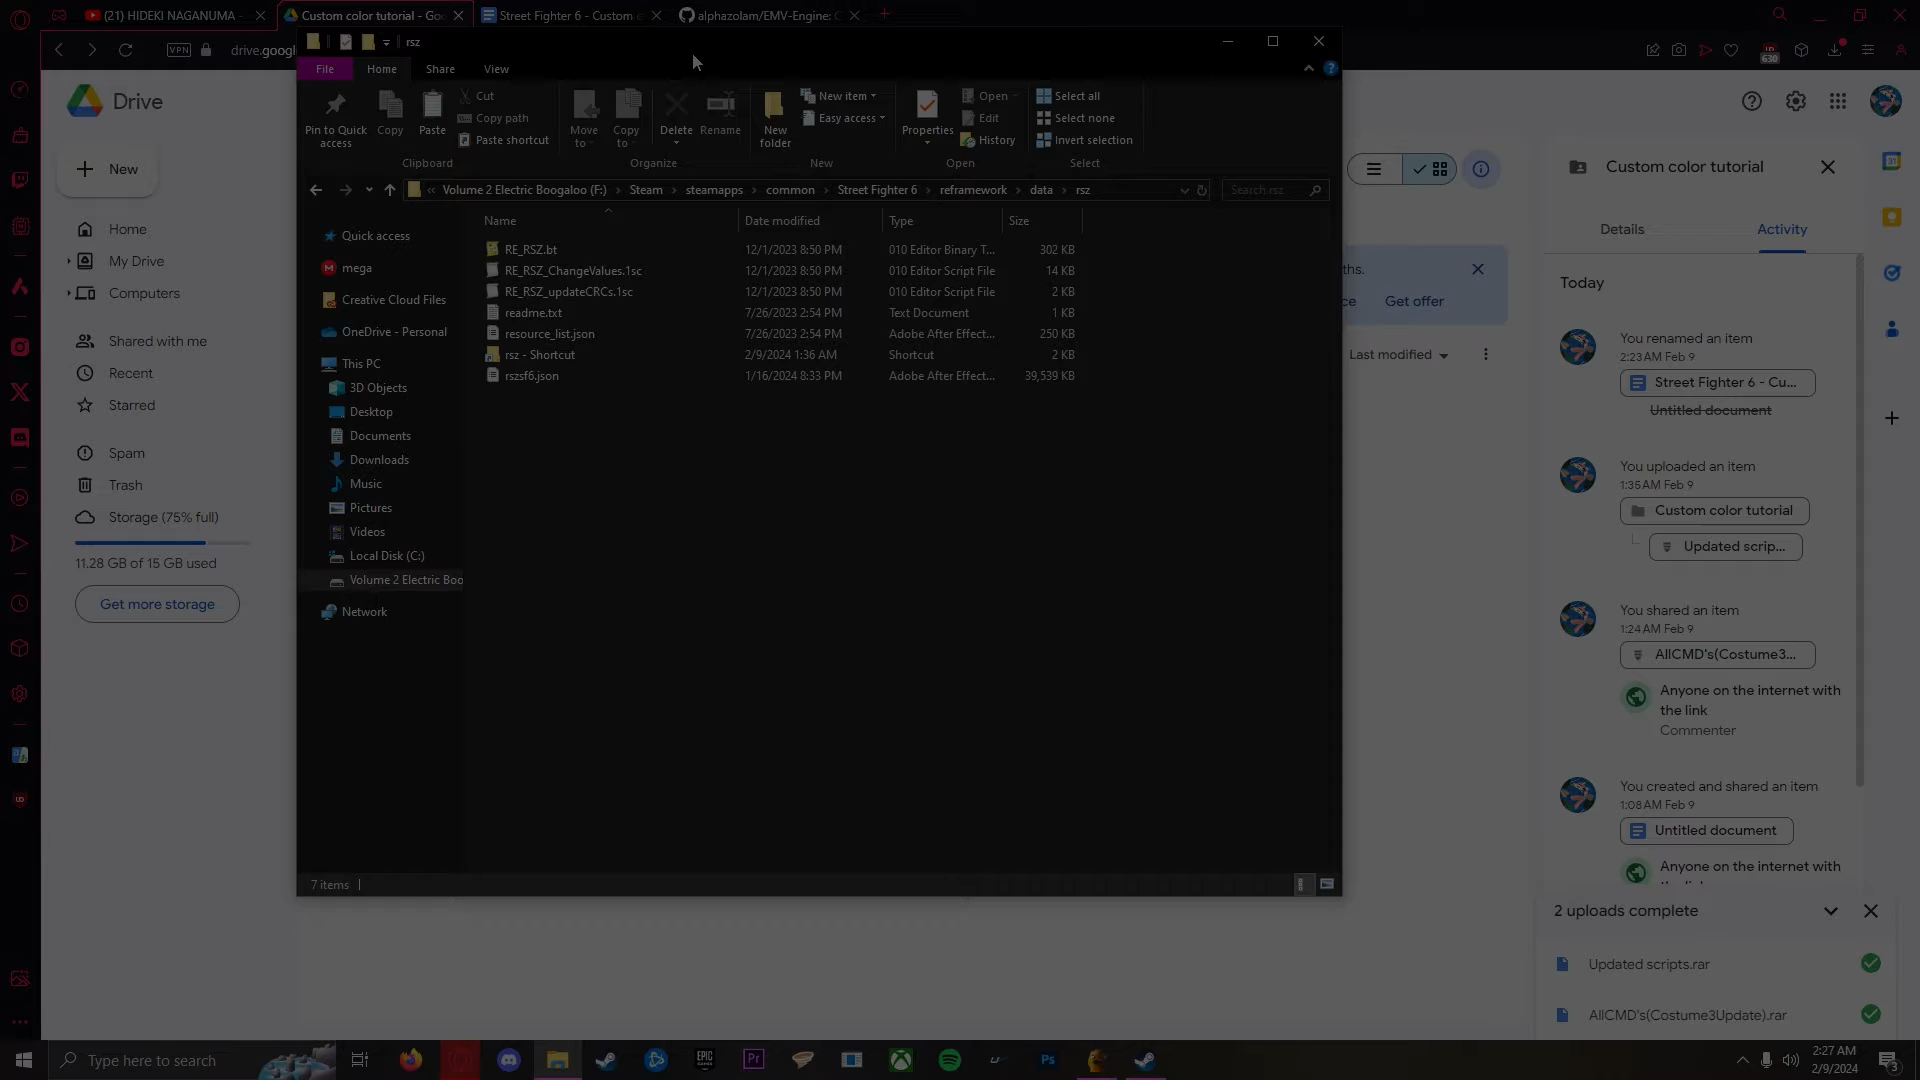 (21) HIDEKI NAGANUMA -
Custom color tutorial - Goo
Street Fighter 6 - Custom c
alphazolam/EMV-Engine: C
VPN
drive.googl
630
rsz
File
Home
Share
View
Pin to Quick access
Copy
Paste
Cut
Copy path
Paste shortcut
Clipboard
Move to
Copy to
Delete
Rename
Organize
New folder
New item
Easy access
New
Properties
Open
Edit
History
Open
Select all
Select none
Invert selection
Select
Volume 2 Electric Boogaloo (F:) › Steam › steamapps › common › Street Fighter 6 › reframework › data › rsz
Search rsz
Name Date modified Type Size
RE_RSZ.bt 12/1/2023 8:50 PM 010 Editor Binary T... 302 KB
RE_RSZ_ChangeValues.1sc 12/1/2023 8:50 PM 010 Editor Script File 14 KB
RE_RSZ_updateCRCs.1sc 12/1/2023 8:50 PM 010 Editor Script File 2 KB
readme.txt 7/26/2023 2:54 PM Text Document 1 KB
resource_list.json 7/26/2023 2:54 PM Adobe After Effect... 250 KB
rsz - Shortcut 2/9/2024 1:36 AM Shortcut 2 KB
rszsf6.json 1/16/2024 8:33 PM Adobe After Effect... 39,539 KB
Quick access
mega
Creative Cloud Files
OneDrive - Personal
This PC
3D Objects
Desktop
Documents
Downloads
Music
Pictures
Videos
Local Disk (C:)
Volume 2 Electric Boo
Network
7 items
Drive
New
Home
My Drive
Computers
Shared with me
Recent
Starred
Spam
Trash
Storage (75% full)
11.28 GB of 15 GB used
Get more storage
ths.
ce
Get offer
Last modified
Custom color tutorial
Details
Activity
Today
You renamed an item
2:23 AM Feb 9
Street Fighter 6 - Cu...
Untitled document
You uploaded an item
1:35 AM Feb 9
Custom color tutorial
Updated scrip...
You shared an item
1:24 AM Feb 9
AllCMD's(Costume3...
Anyone on the internet with
the link
Commenter
You created and shared an item
1:08 AM Feb 9
Untitled document
Anyone on the internet with
2 uploads complete
Updated scripts.rar
AllCMD's(Costume3Update).rar
Type here to search
EPIC GAMES
Pr
Ps
2:27 AM
2/9/2024
3